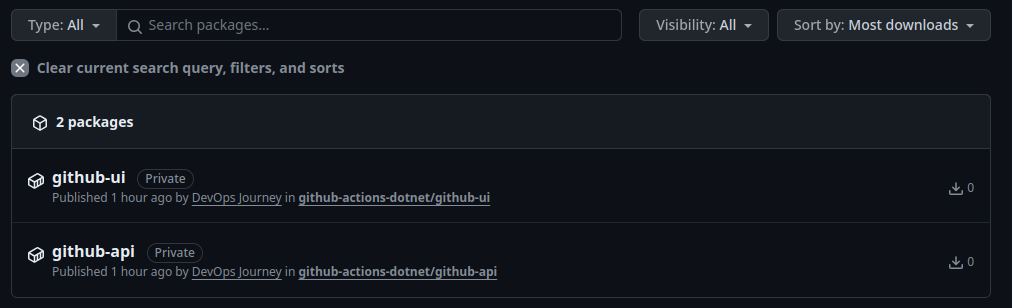 Type: All Search packages... Visibility: All Sort by: Most downloads
Clear current search query, filters, and sorts
2 packages
github-ui Private
Published 1 hour ago by DevOps Journey in github-actions-dotnet/github-ui 0
github-api Private
Published 1 hour ago by DevOps Journey in github-actions-dotnet/github-api 0